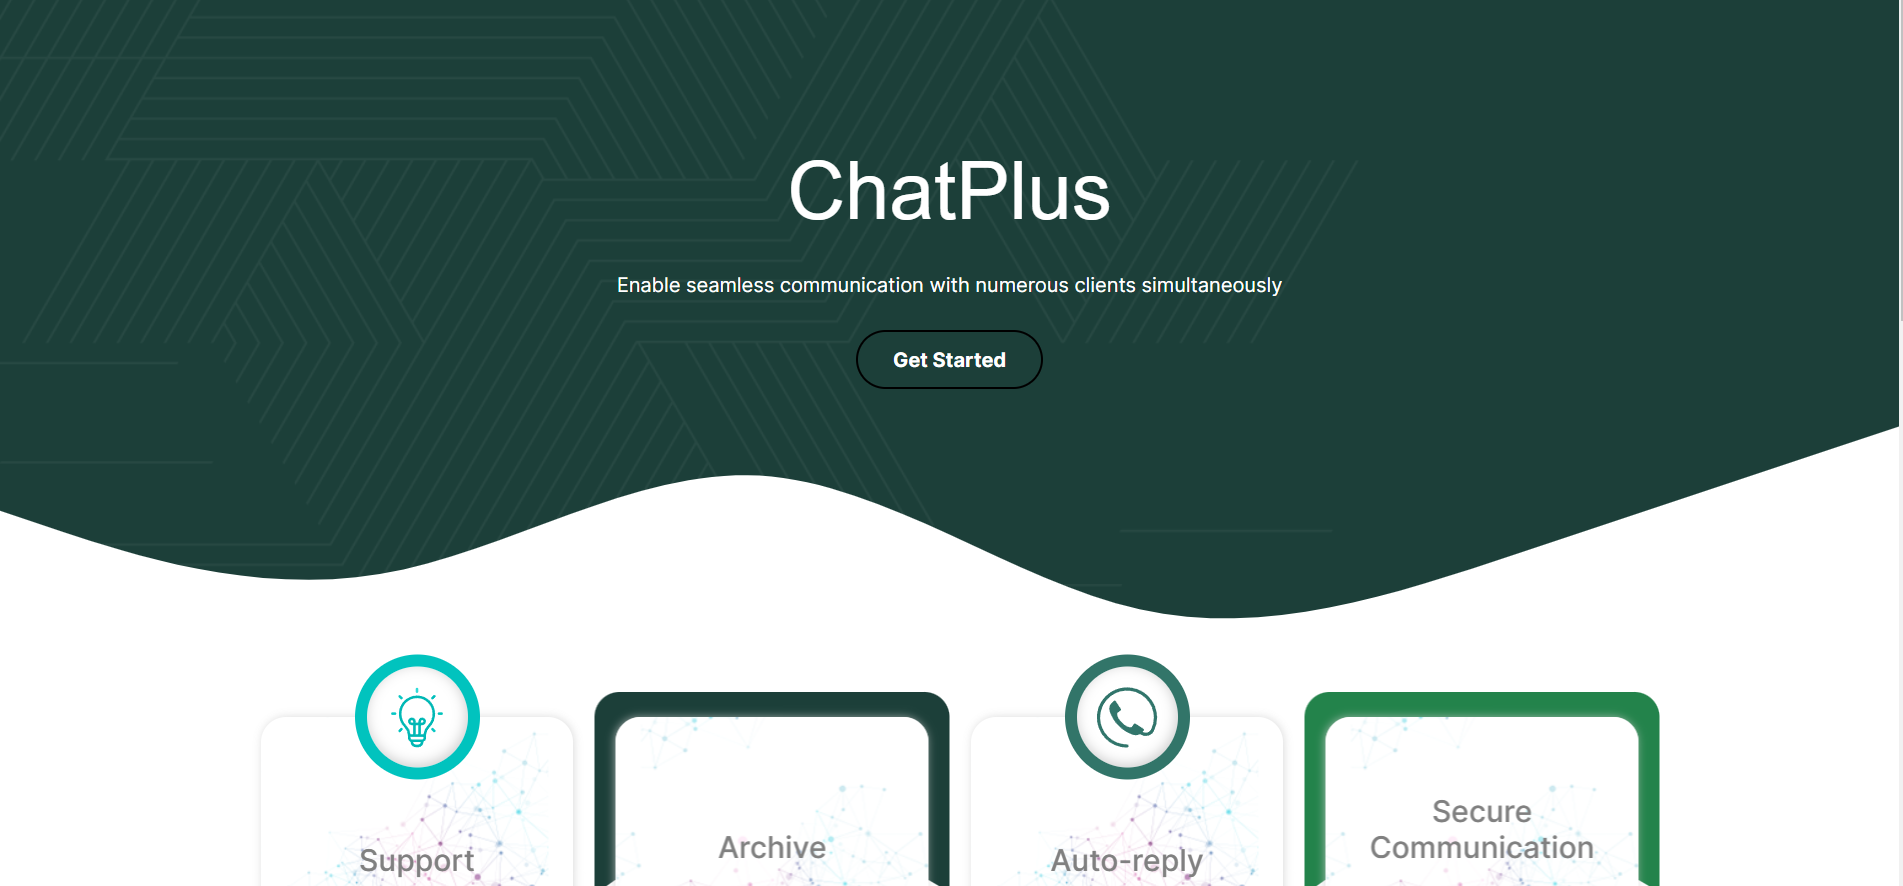 ChatPlus
Enable seamless communication with numerous clients simultaneously
Get Started
Support
Archive
Auto-reply
Secure
Communication